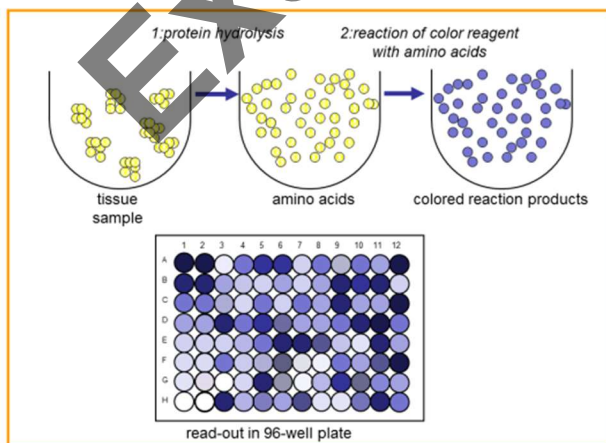 1:protein hydrolysis
2:reaction of color reagent
with amino acids
tissue
sample
amino acids
colored reaction products
1 2 3 4 5 6 7 8 9 10 11 12
A
B
C
D
E
F
G
H
read-out in 96-well plate